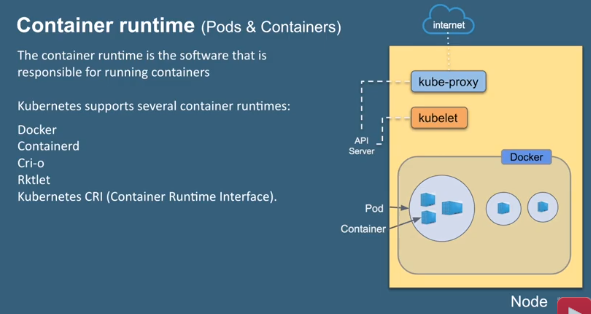 Container runtime (Pods & Containers)
The container runtime is the software that is
responsible for running containers
Kubernetes supports several container runtimes:
Docker
Containerd
Cri-o
Rktlet
Kubernetes CRI (Container Runtime Interface).
internet
kube-proxy
kubelet
API
Server
Docker
Pod
Container
Node